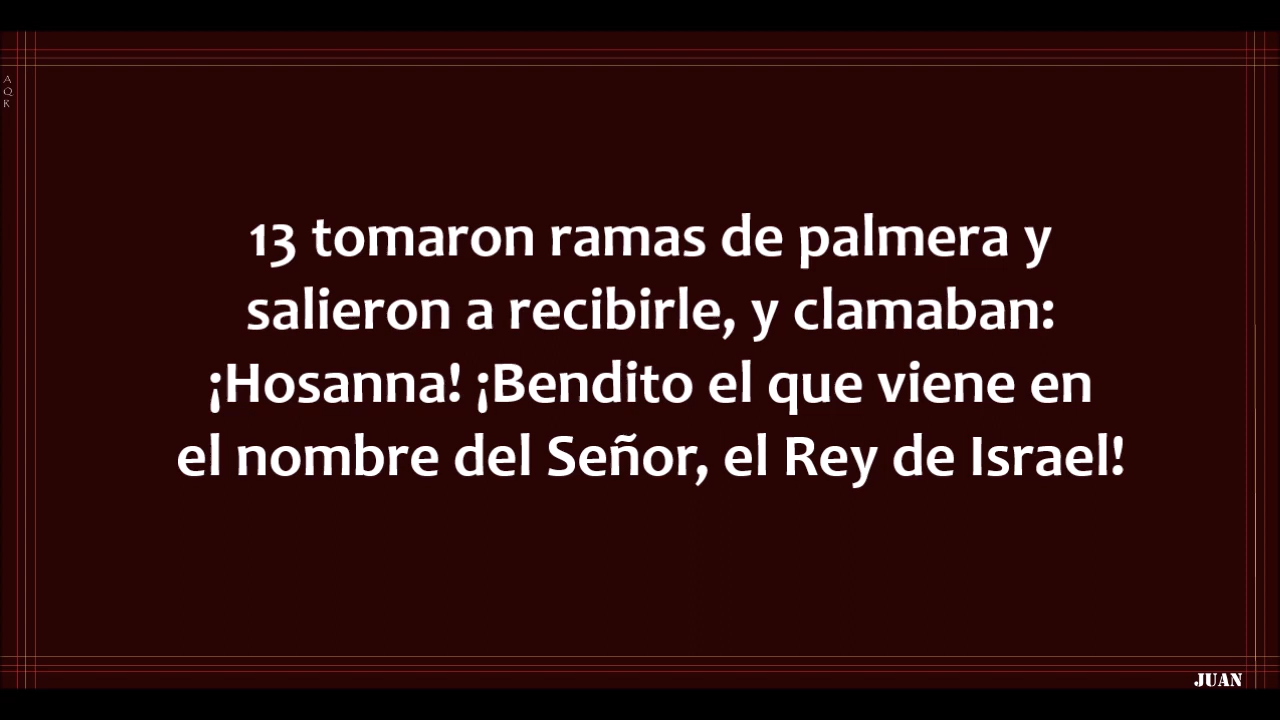 A
Q
R
13 tomaron ramas de palmera y
salieron a recibirle, y clamaban:
¡Hosanna! ¡Bendito el que viene en
el nombre del Señor, el Rey de Israel!
JUAN